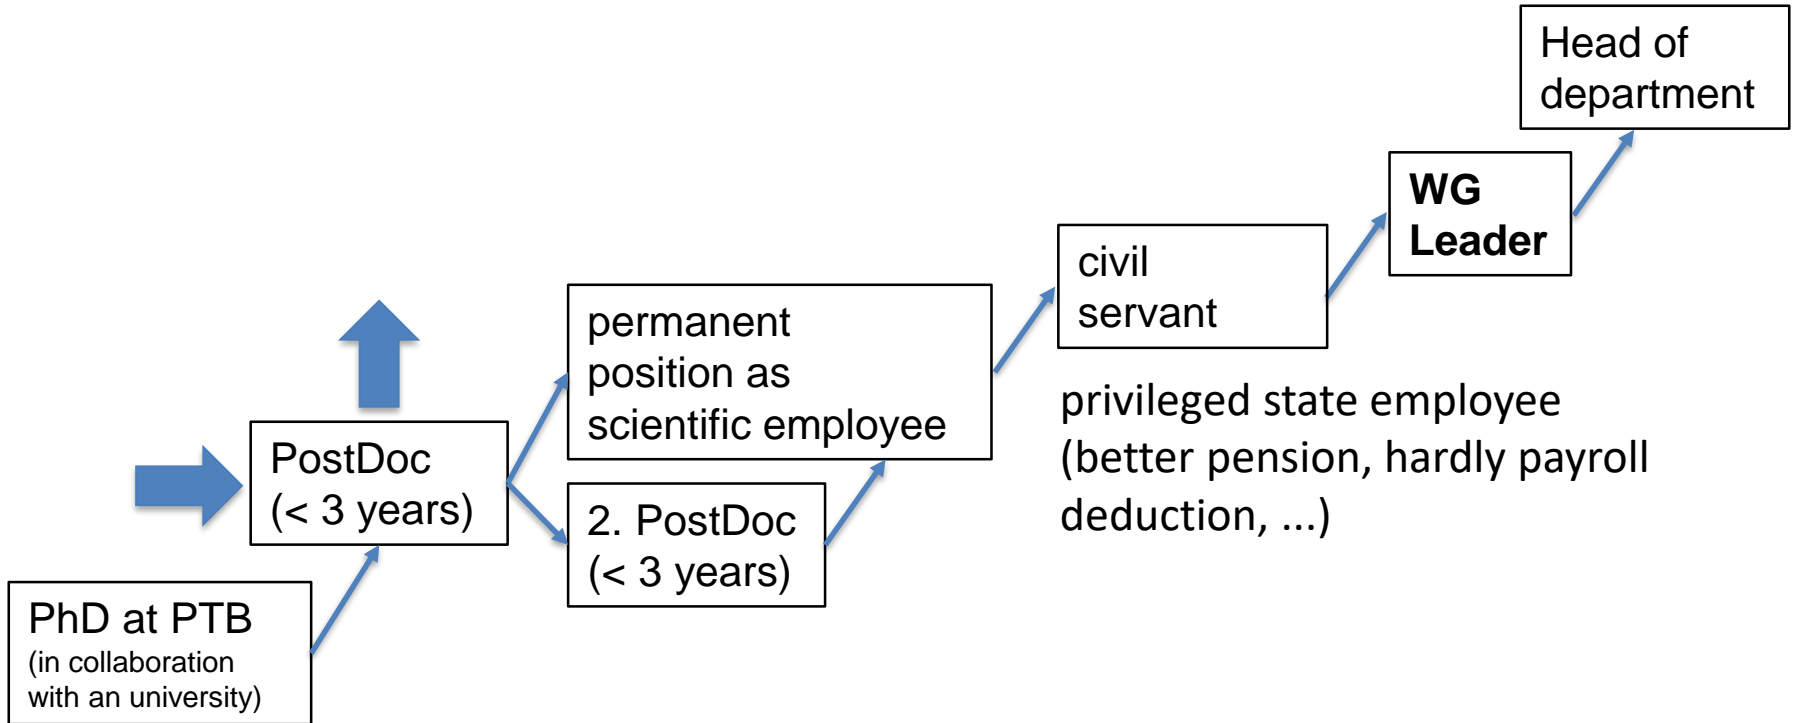 Head of
department
WG
Leader
civil
servant
permanent
position as
scientific employee
privileged state employee
(better pension, hardly payroll
deduction, ...)
PostDoc
(< 3 years)
2. PostDoc
(< 3 years)
PhD at PTB
(in collaboration
with an university)